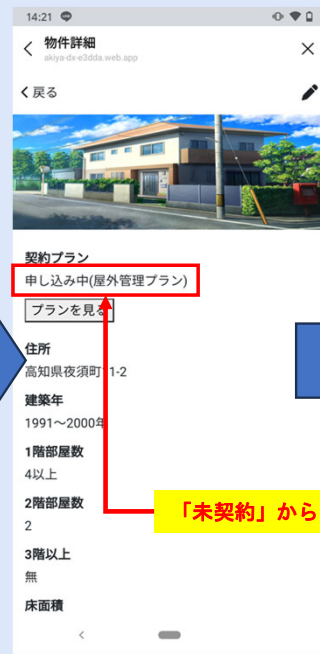 14:21
物件詳細
akiya-dx-e3dda.web.app
戻る
契約プラン
申し込み中(屋外管理プラン)
プランを見る
住所
高知県夜須町 1-2
建築年
1991～2000年
1階部屋数
4以上
2階部屋数
2
「未契約」から
3階以上
無
床面積